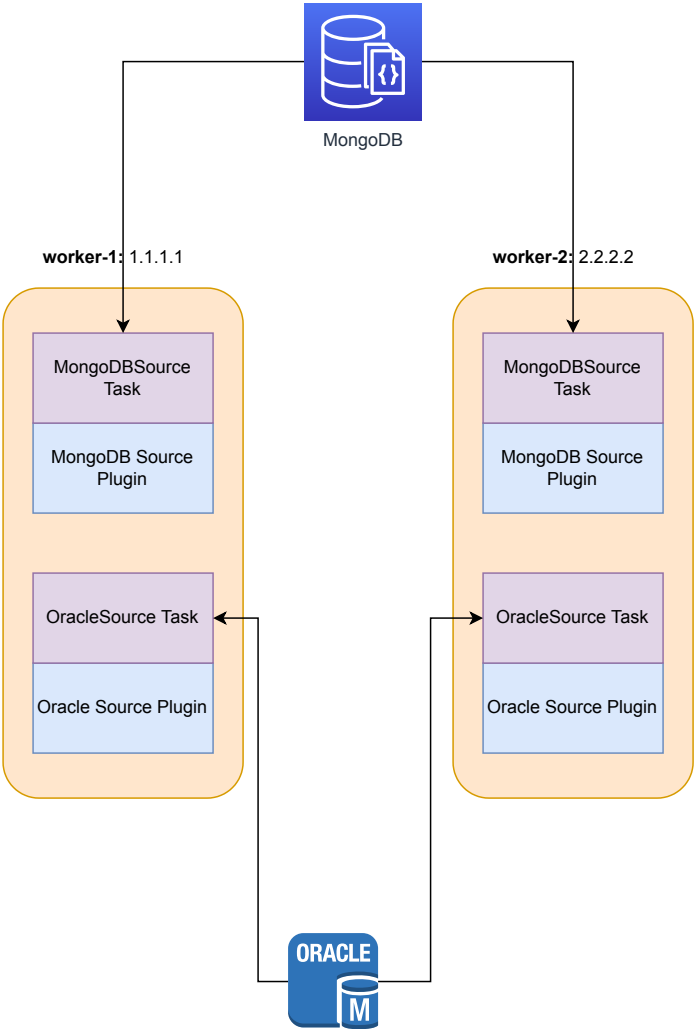 {}
MongoDB
worker-1: 1.1.1.1
worker-2: 2.2.2.2
MongoDBSource
Task
MongoDB Source
Plugin
OracleSource Task
Oracle Source Plugin
MongoDBSource
Task
MongoDB Source
Plugin
OracleSource Task
Oracle Source Plugin
ORACLE
M